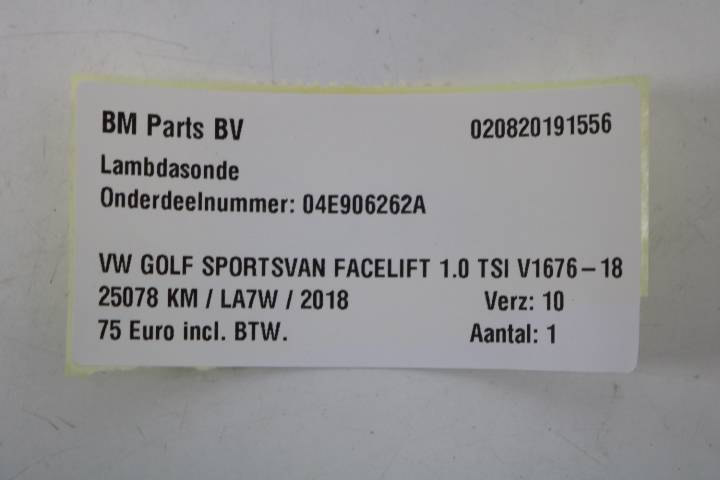 BM Parts BV 020820191556
Lambdasonde
Onderdeelnummer: 04E906262A
VW GOLF SPORTSVAN FACELIFT 1.0 TSI V1676-18
25078 KM / LA7W / 2018 Verz: 10
75 Euro incl. BTW. Aantal: 1